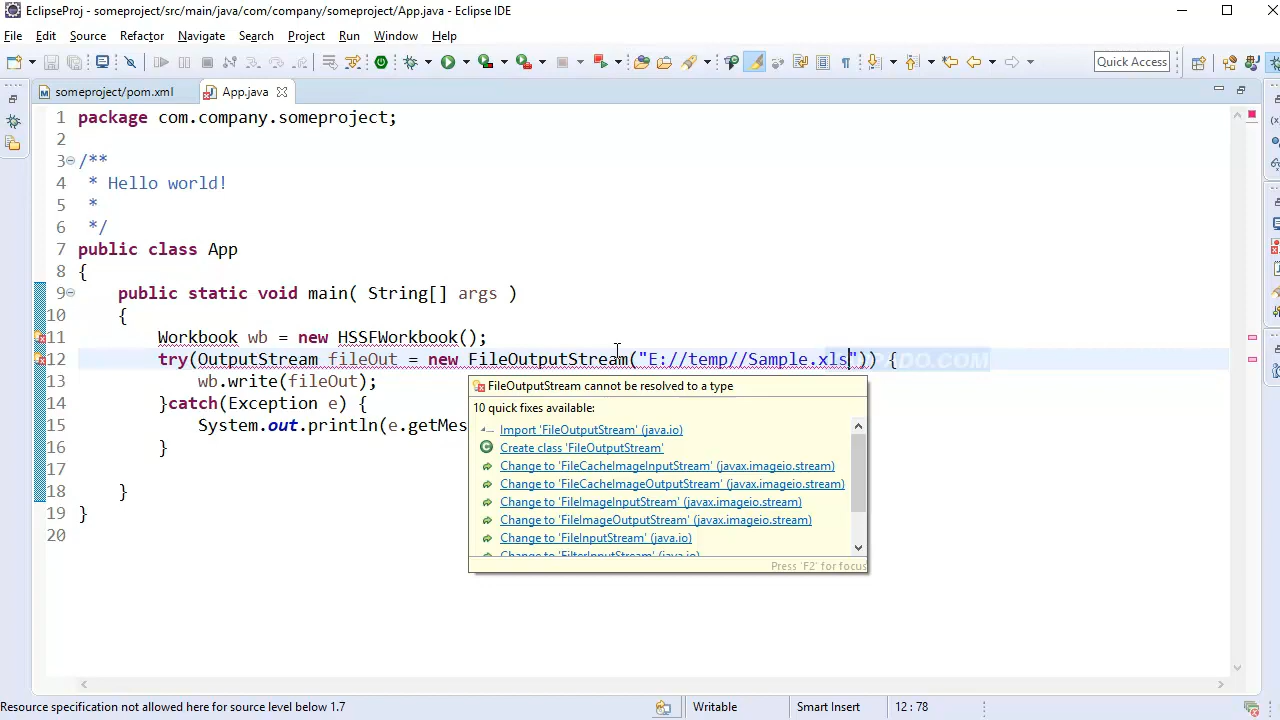 EclipseProj - someproject/src/main/java/com/company/someproject/App.java - Eclipse IDE
File Edit Source Refactor Navigate Search Project Run Window Help
Quick Access
someproject/pom.xml App.java
1 package com.company.someproject;
2
3 /**
4 * Hello world!
5 *
6 */
7 public class App
8 {
9 public static void main( String[] args )
10 {
11 Workbook wb = new HSSFWorkbook();
12 try(OutputStream fileOut = new FileOutputStream("E://temp//Sample.xls")) {
13 wb.write(fileOut);
14 }catch(Exception e) {
15 System.out.println(e.getMes
16 }
17
18 }
19 }
20
FileOutputStream cannot be resolved to a type
10 quick fixes available:
Import 'FileOutputStream' (java.io)
Create class 'FileOutputStream'
Change to 'FileCacheImageInputStream' (javax.imageio.stream)
Change to 'FileCacheImageOutputStream' (javax.imageio.stream)
Change to 'FileImageInputStream' (javax.imageio.stream)
Change to 'FileImageOutputStream' (javax.imageio.stream)
Change to 'FileInputStream' (java.io)
Change to 'FilterInputStream' (java.io)
Press 'F2' for focus
Resource specification not allowed here for source level below 1.7 Writable Smart Insert 12 : 78